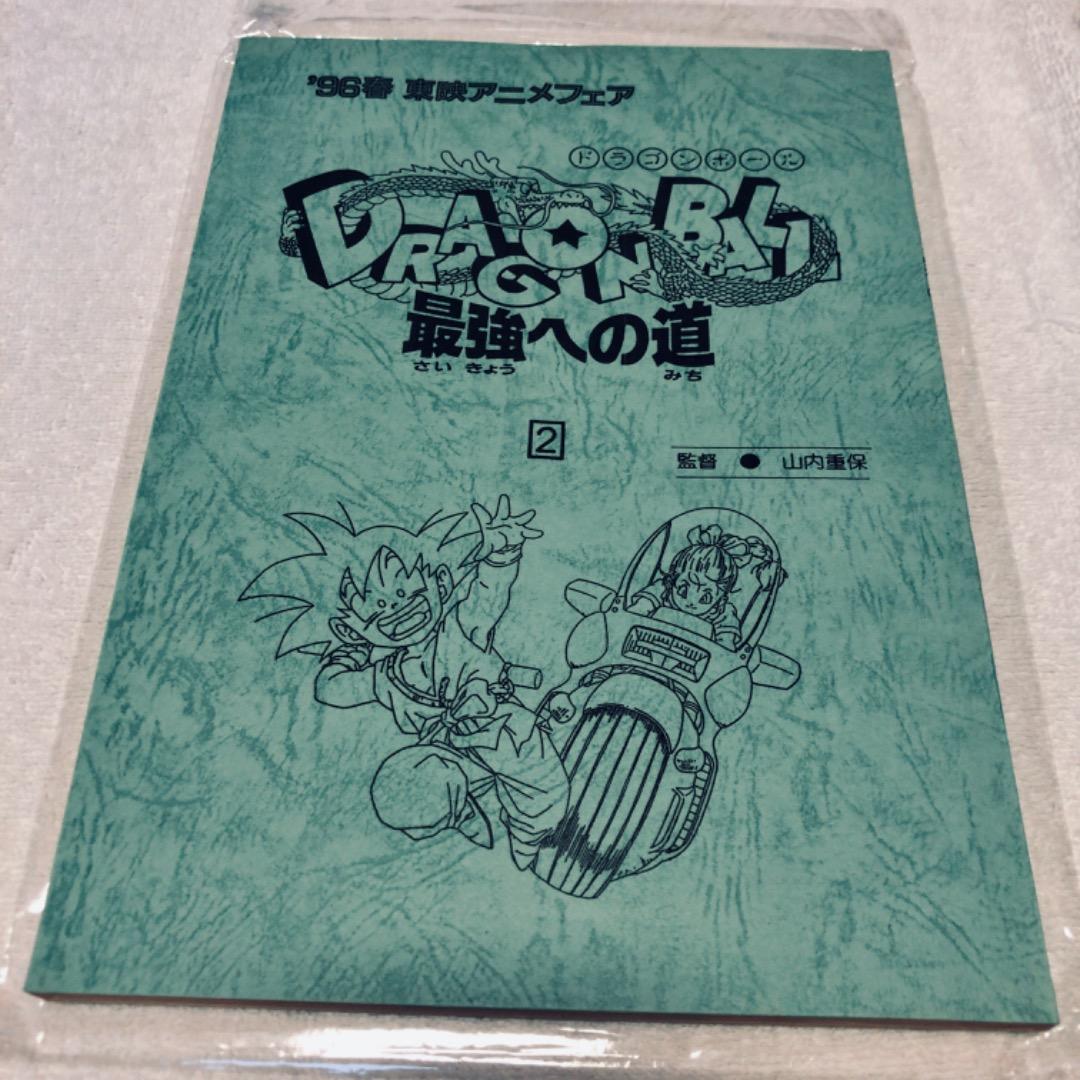 '96春 東映アニメフェア
ドラゴンボール
DRAGON BALL
最強への道
さい きょう みち
2
監督 ● 山内重保